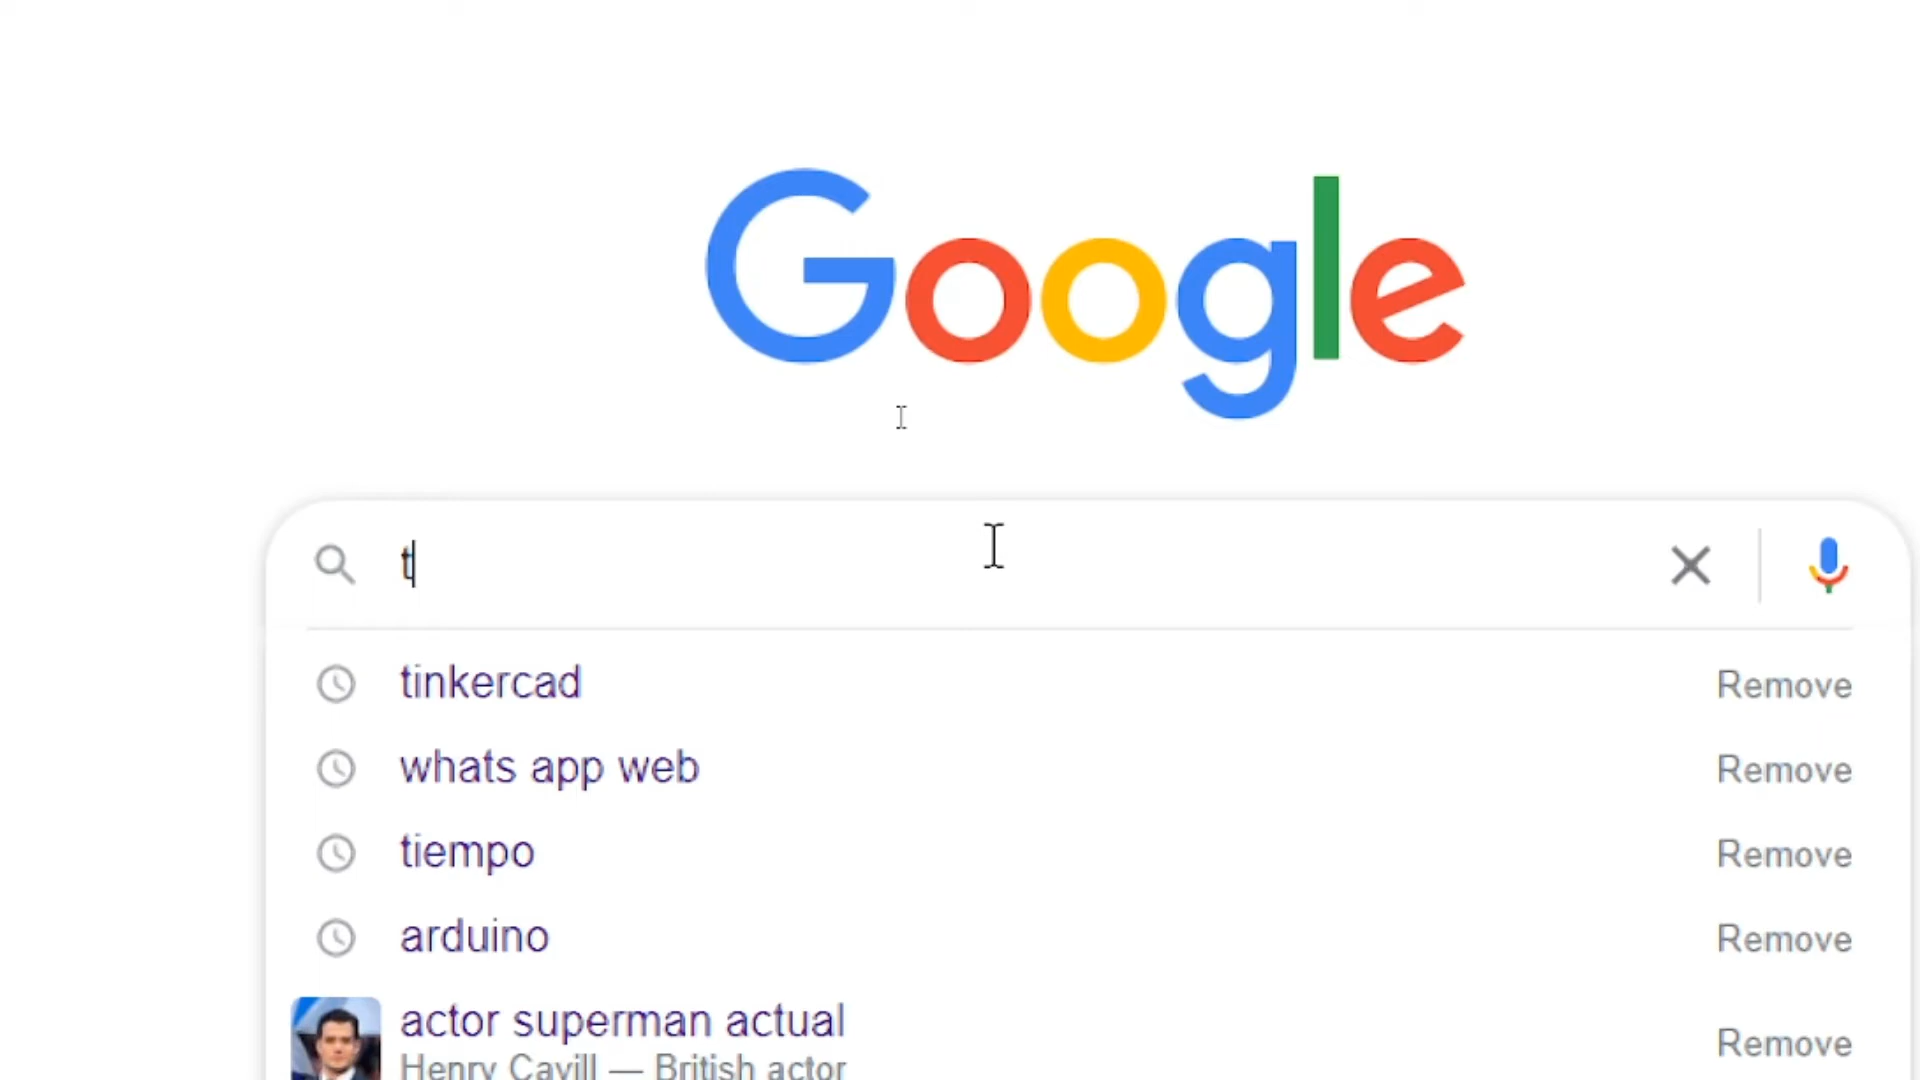 Google
t
tinkercad Remove
whats app web Remove
tiempo Remove
arduino Remove
actor superman actual Remove
Henry Cavill — British actor